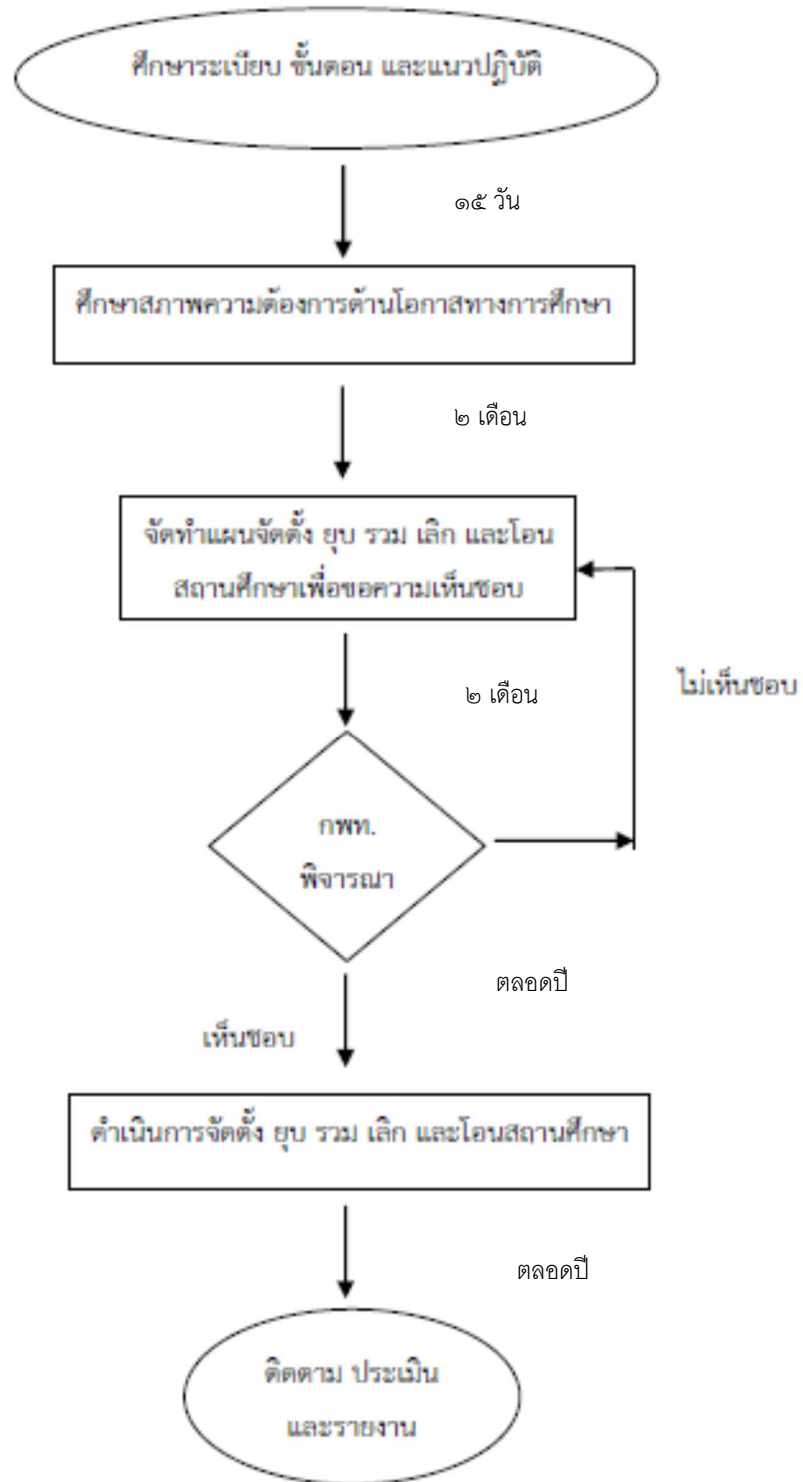 ศึกษาระเบียบ ขั้นตอน และแนวปฏิบัติ
๑๕ วัน
ศึกษาสภาพความต้องการด้านโอกาสทางการศึกษา
๒ เดือน
จัดทำแผนจัดตั้ง ยุบ รวม เลิก และโอน
สถานศึกษาเพื่อขอความเห็นชอบ
๒ เดือน
ไม่เห็นชอบ
กพท.
พิจารณา
ตลอดปี
เห็นชอบ
ดำเนินการจัดตั้ง ยุบ รวม เลิก และโอนสถานศึกษา
ตลอดปี
ติดตาม ประเมิน
และรายงาน